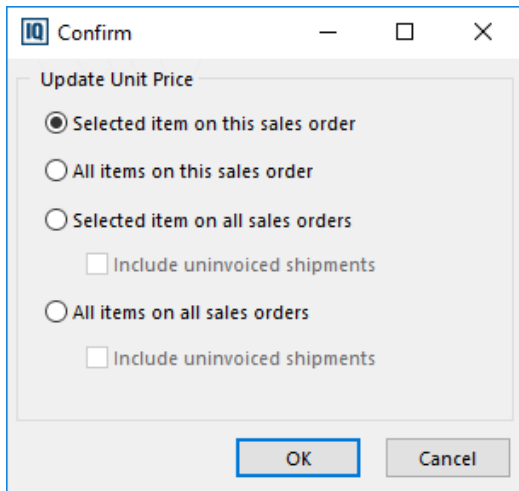 IQ Confirm
Update Unit Price
Selected item on this sales order
All items on this sales order
Selected item on all sales orders
Include uninvoiced shipments
All items on all sales orders
Include uninvoiced shipments
OK Cancel